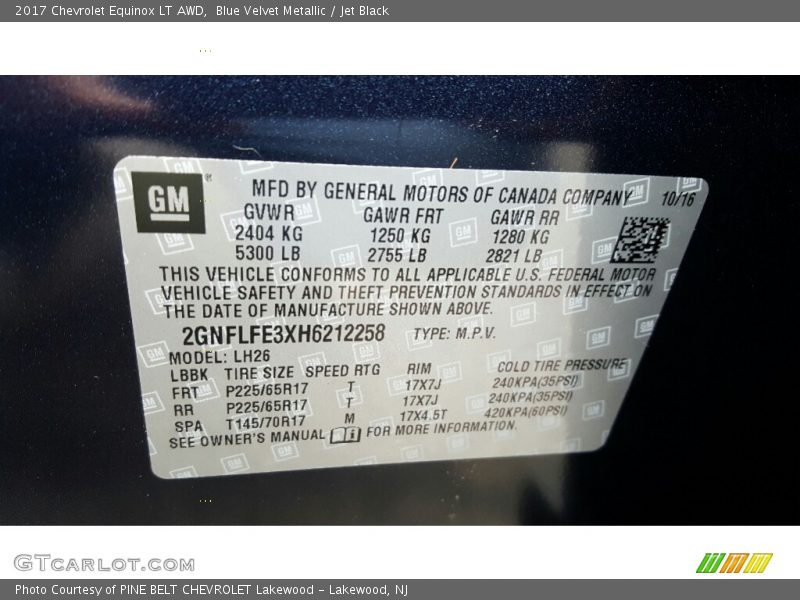 2017 Chevrolet Equinox LT AWD,  Blue Velvet Metallic / Jet Black
GM
MFD BY GENERAL MOTORS OF CANADA COMPANY 10/16
GVWR GAWR FRT GAWR RR
2404 KG 1250 KG 1280 KG
5300 LB 2755 LB 2821 LB
THIS VEHICLE CONFORMS TO ALL APPLICABLE U.S. FEDERAL MOTOR
VEHICLE SAFETY AND THEFT PREVENTION STANDARDS IN EFFECT ON
THE DATE OF MANUFACTURE SHOWN ABOVE.
2GNFLFE3XH6212258 TYPE: M.P.V.
MODEL: LH26
LBBK TIRE SIZE SPEED RTG RIM COLD TIRE PRESSURE
FRT P225/65R17 T 17X7J 240KPA(35PSI)
RR P225/65R17 T 17X7J 240KPA(35PSI)
SPA T145/70R17 M 17X4.5T 420KPA(60PSI)
SEE OWNER'S MANUAL FOR MORE INFORMATION.
GTCARLOT.COM
Photo Courtesy of PINE BELT CHEVROLET Lakewood - Lakewood, NJ